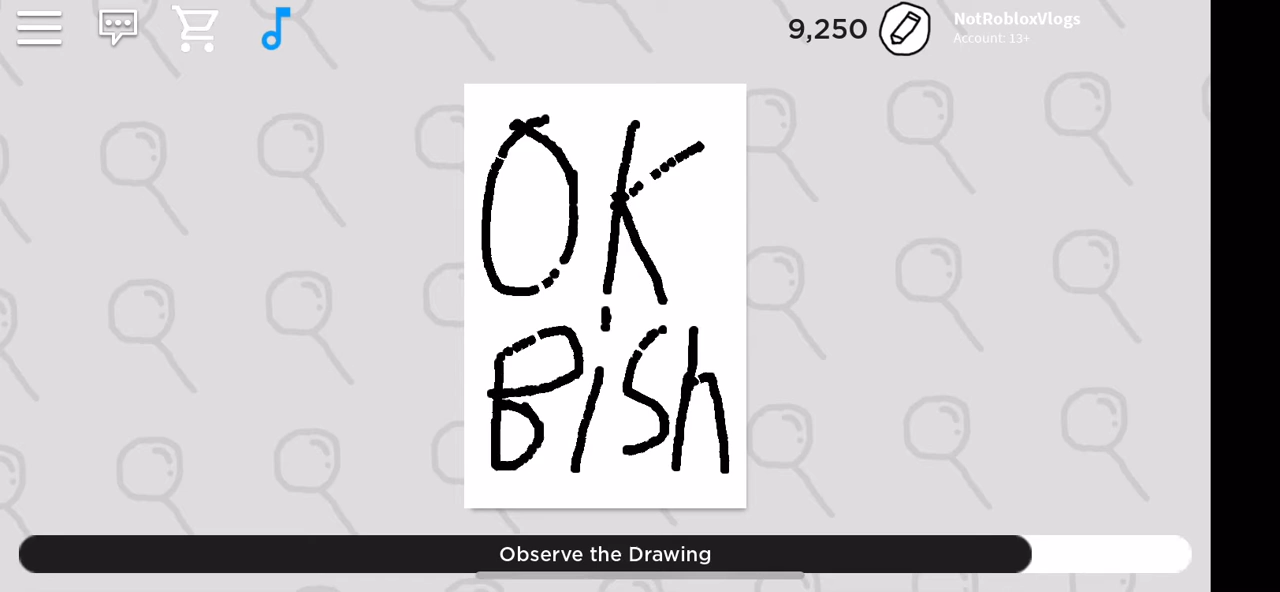 9,250
NotRobloxVlogs
Account: 13+
OK
Bish
Observe the Drawing